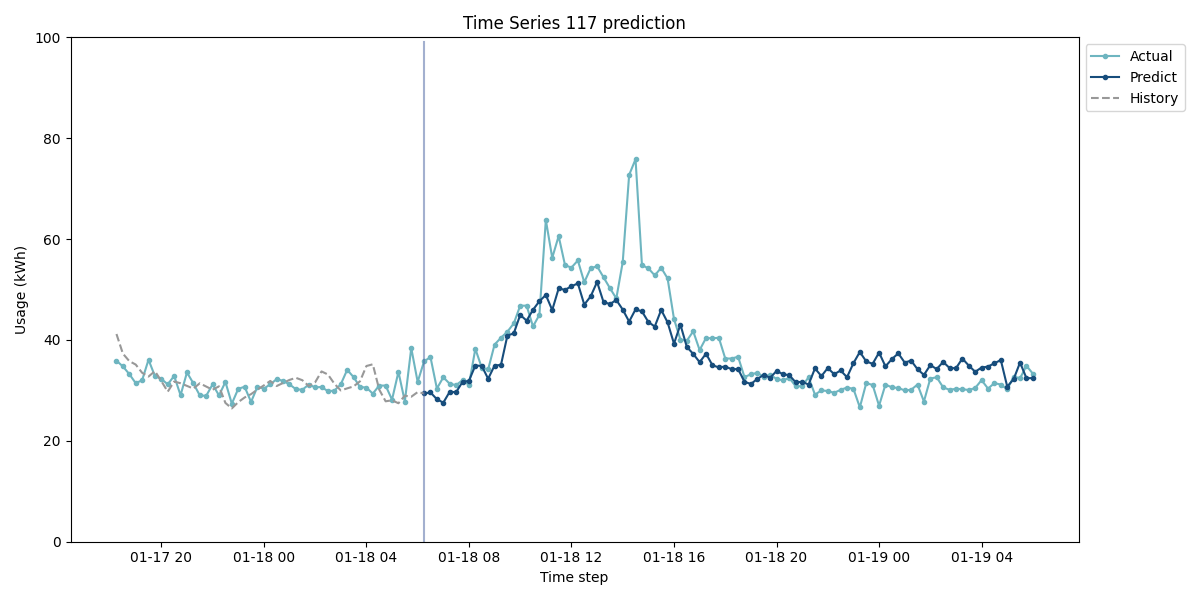 Time Series 117 prediction
100
80
60
40
20
0
Usage (kWh)
01-17 20
01-18 00
01-18 04
01-18 08
01-18 12
01-18 16
01-18 20
01-19 00
01-19 04
Time step
Actual
Predict
History